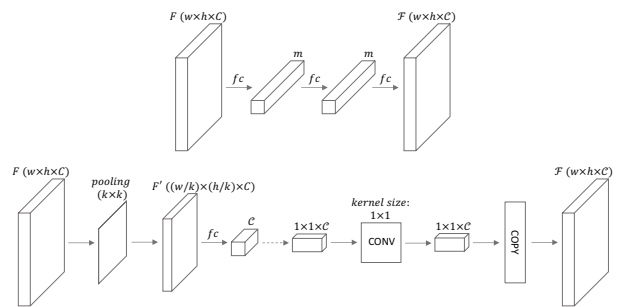 F (w×h×C)
ℱ (w×h×C)
m
m
fc
fc
fc
F (w×h×C)
pooling
(k×k)
F′ ((w/k)×(h/k)×C)
fc
C
1×1×C
kernel size:
1×1
CONV
1×1×C
COPY
ℱ (w×h×C)